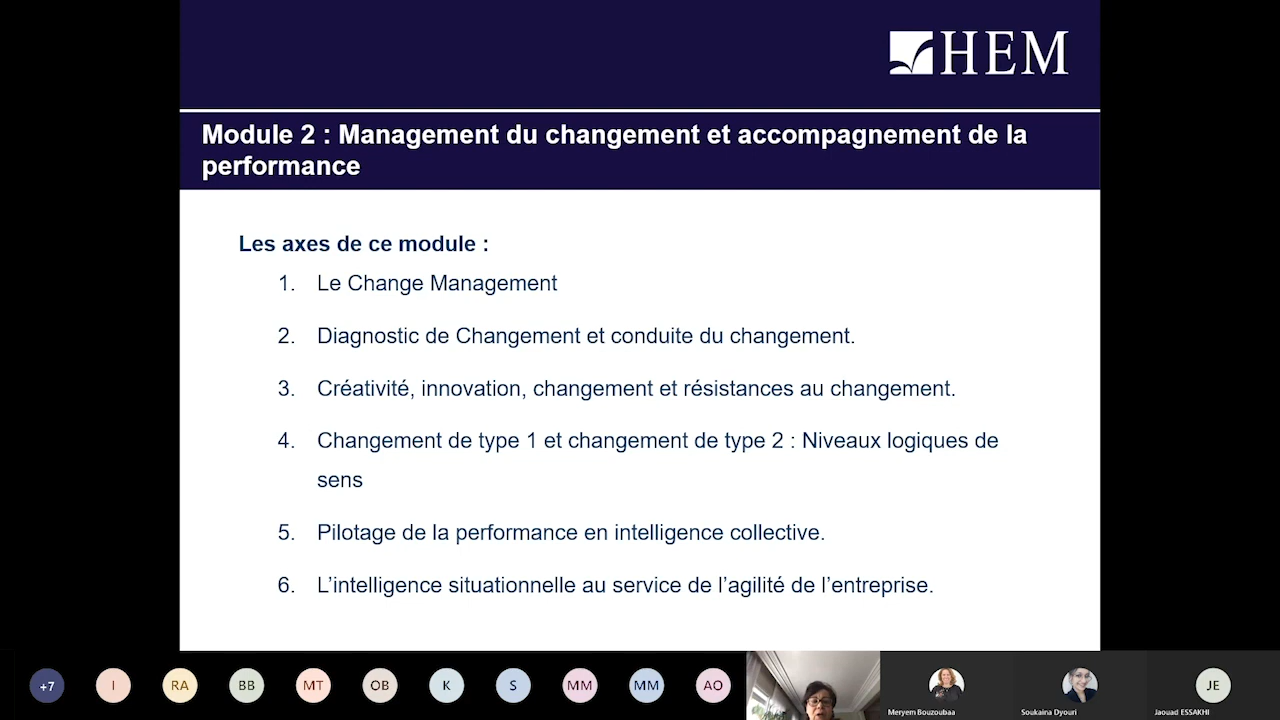 HEM
Module 2 : Management du changement et accompagnement de la
performance
Les axes de ce module :
1. Le Change Management
2. Diagnostic de Changement et conduite du changement.
3. Créativité, innovation, changement et résistances au changement.
4. Changement de type 1 et changement de type 2 : Niveaux logiques de
sens
5. Pilotage de la performance en intelligence collective.
6. L’intelligence situationnelle au service de l’agilité de l’entreprise.
+7 I RA BB MT OB K S MM MM AO JE
Meryem Bouzoubaa Soukaina Dyouri Jaouad ESSAKHI